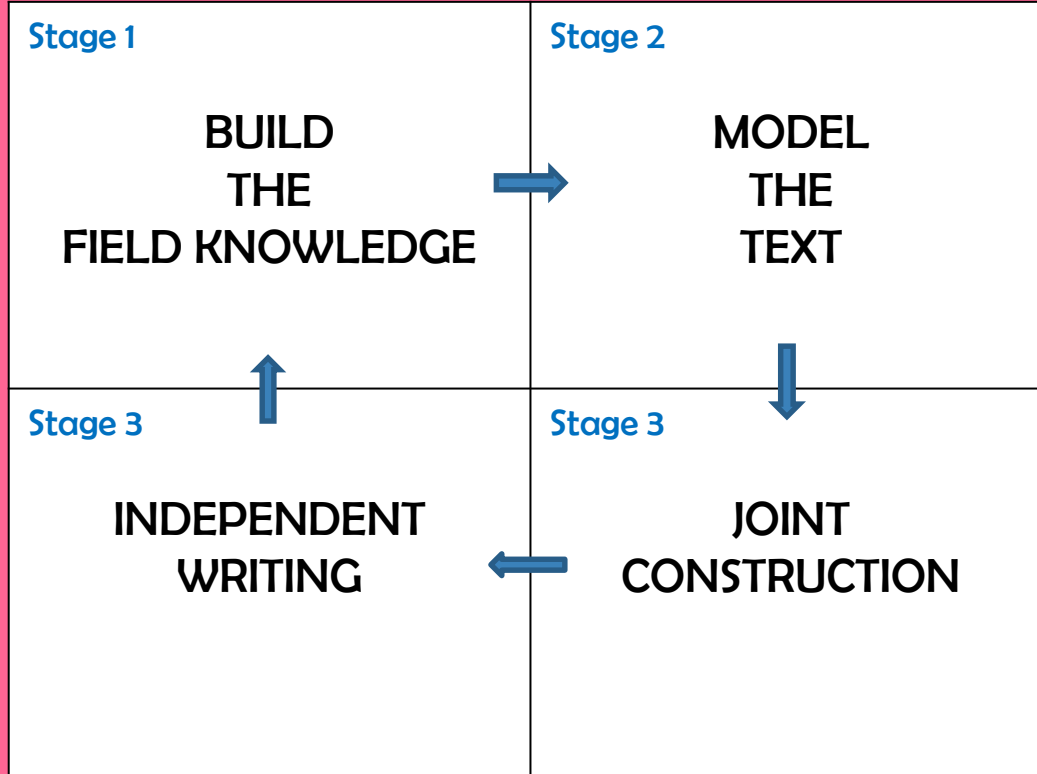 Stage 1
BUILD
THE
FIELD KNOWLEDGE
Stage 2
MODEL
THE
TEXT
Stage 3
INDEPENDENT
WRITING
Stage 3
JOINT
CONSTRUCTION